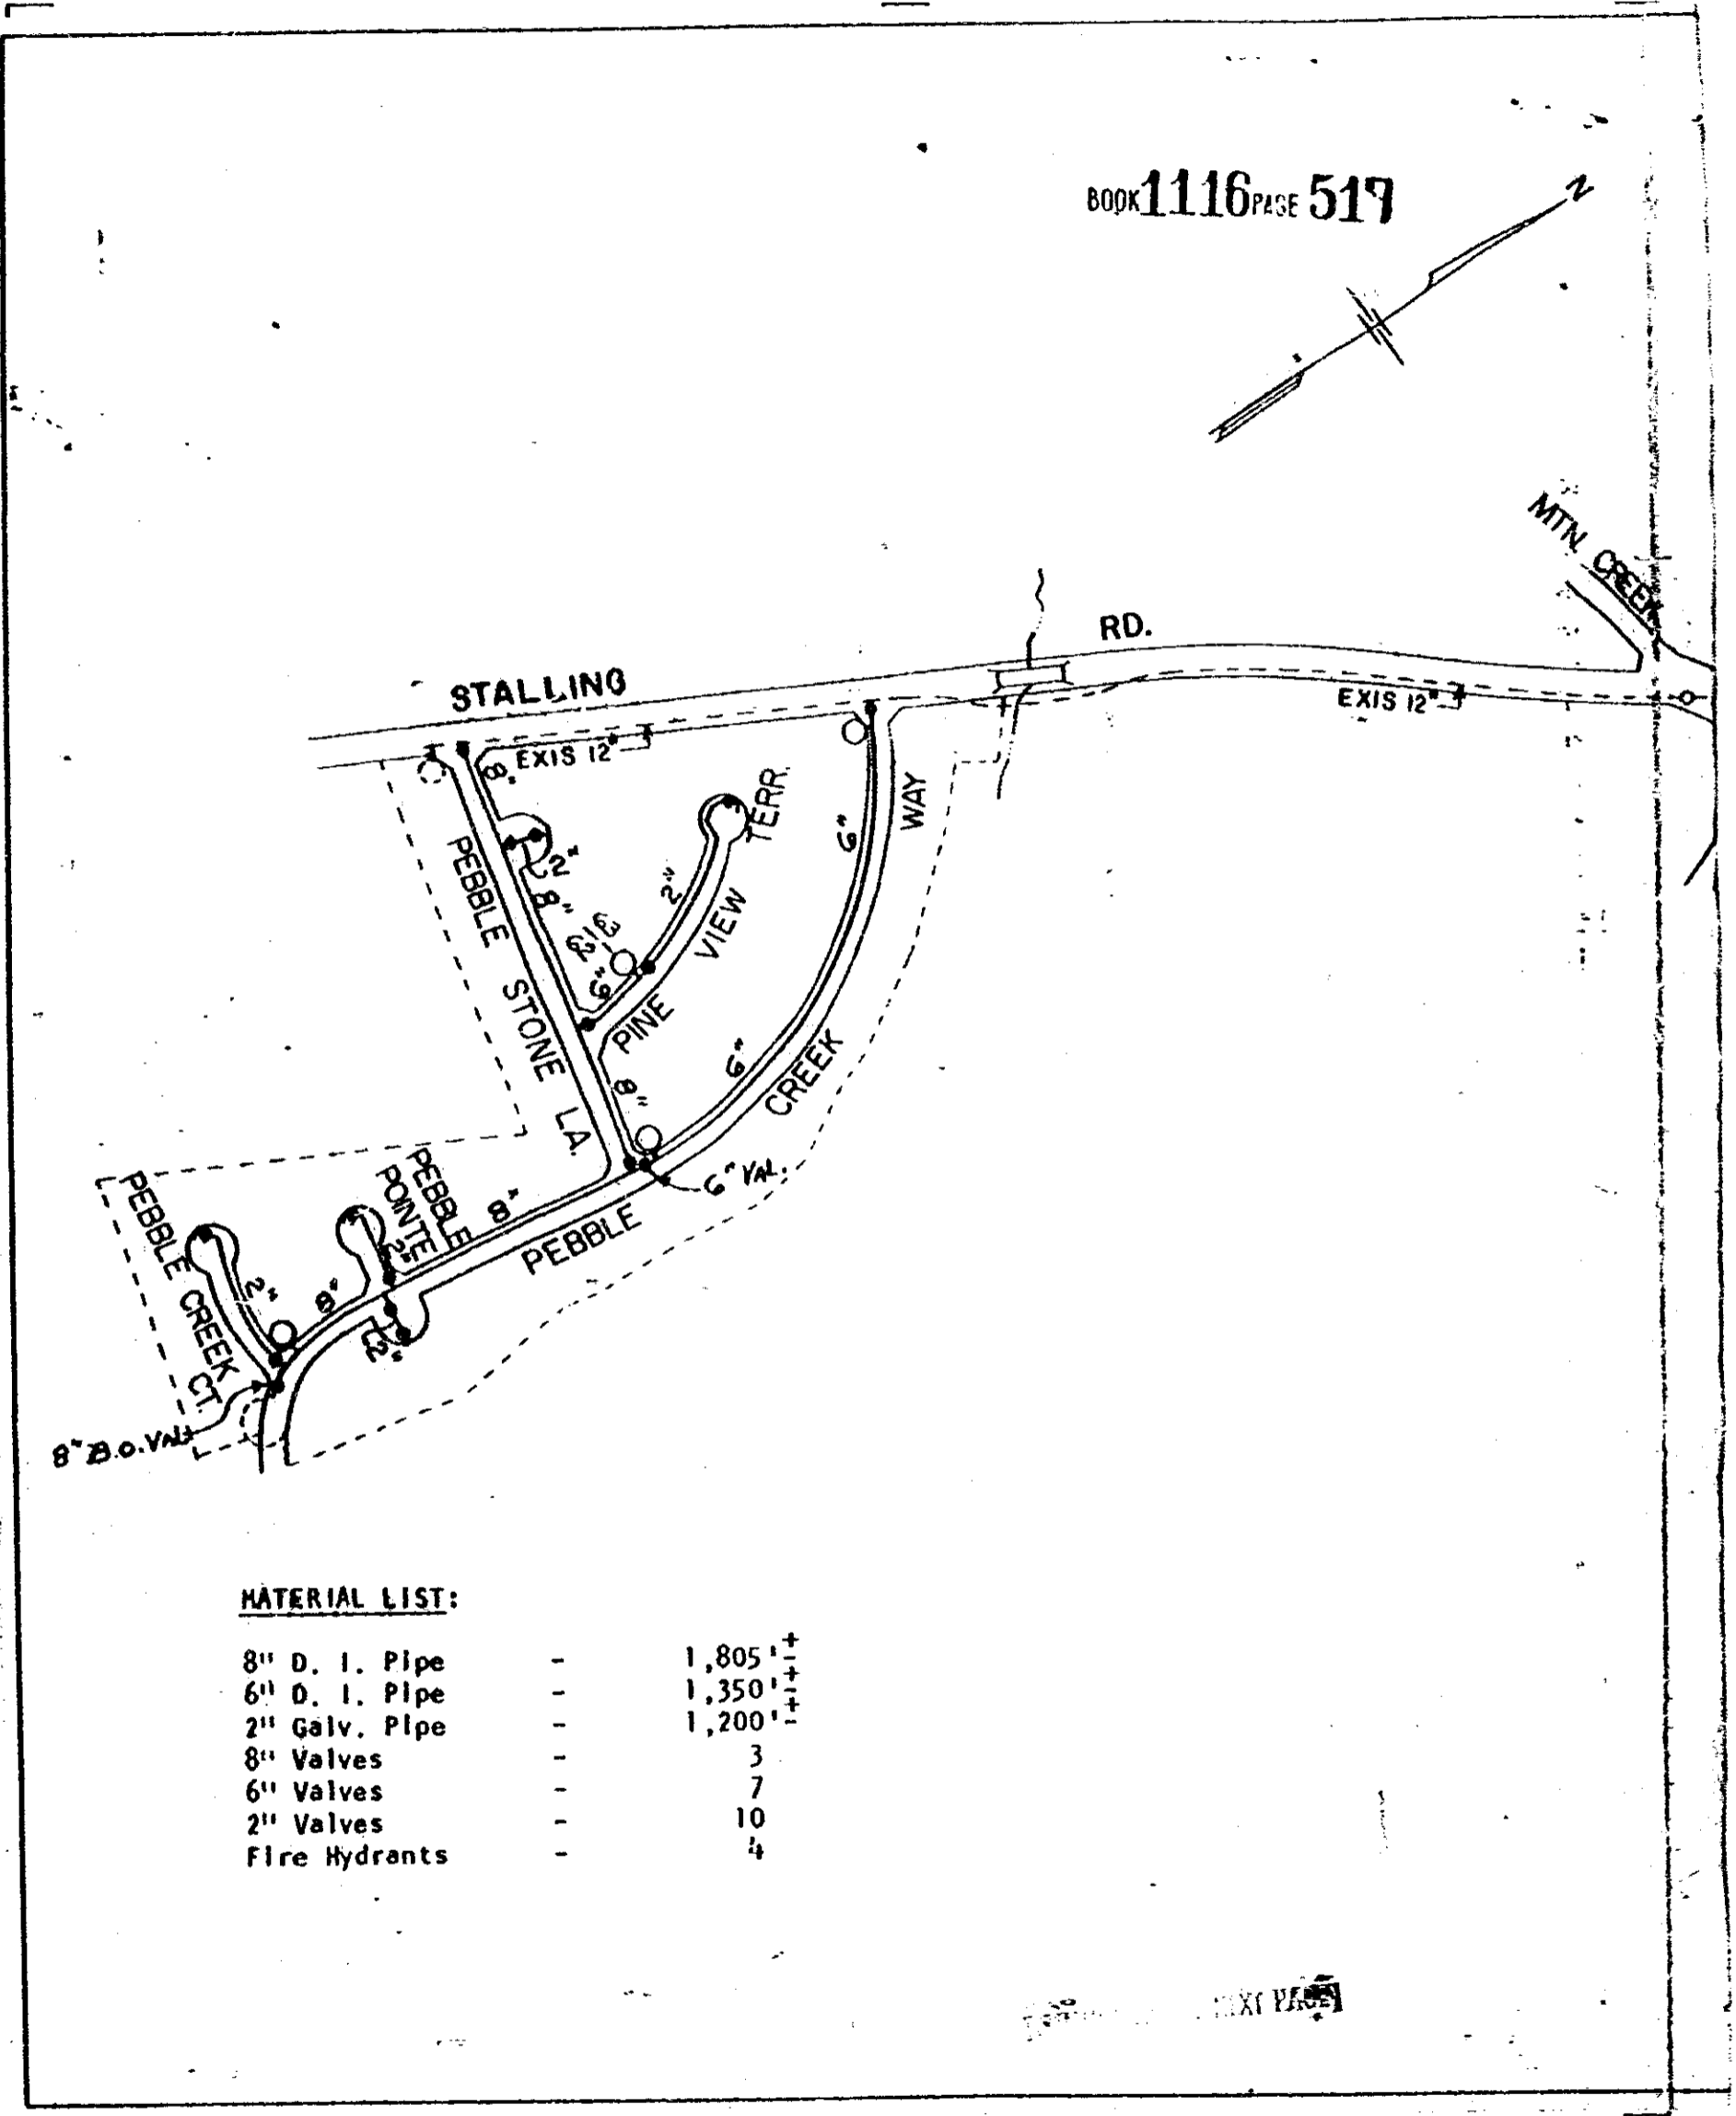 BOOK 1116 PAGE 517
N
MTN. CREEK
STALLING RD.
EXIS 12"
EXIS 12"
8"
2"
8"
PEBBLE STONE LA.
6"
2"
PINE VIEW TERR.
6"
6"
8"
PEBBLE CREEK WAY
6" VAL.
PEBBLE POINTE
8"
2"
PEBBLE CREEK CT.
2"
8"
2"
8" B.O. VALV
MATERIAL LIST:
8" D. I. Pipe - 1,805'±
6" D. I. Pipe - 1,350'±
2" Galv. Pipe - 1,200'±
8" Valves - 3
6" Valves - 7
2" Valves - 10
Fire Hydrants - 4
PAGE